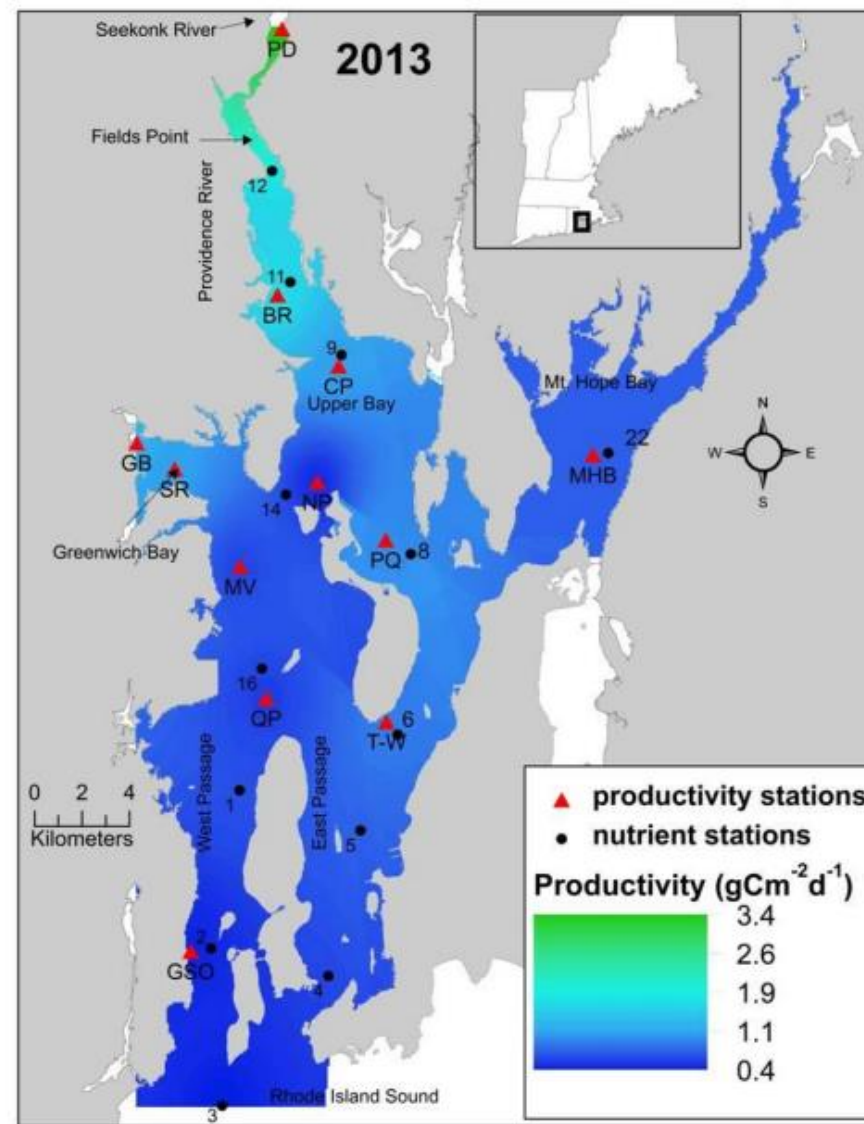 Seekonk River
PD
2013
Fields Point
12
Providence River
11
BR
9
CP
Upper Bay
Mt. Hope Bay
N
W
E
S
22
MHB
GB
SR
14
NP
Greenwich Bay
PQ
8
MV
16
QP
6
T-W
0 2 4
Kilometers
1
West Passage
East Passage
5
2
GSO
4
Rhode Island Sound
3
productivity stations
nutrient stations
Productivity (gCm⁻²d⁻¹)
3.4
2.6
1.9
1.1
0.4